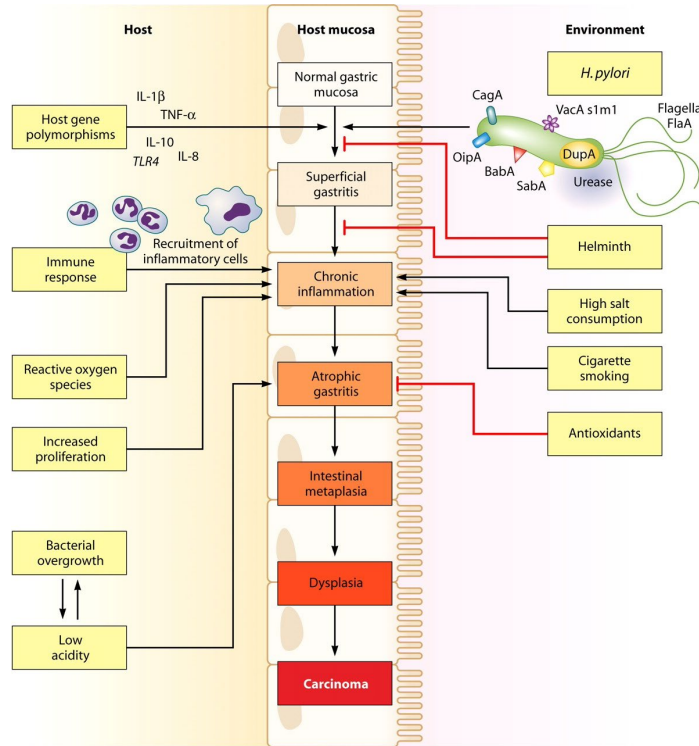 Host
Host mucosa
Environment
Normal gastric
mucosa
H. pylori
Host gene
polymorphisms
IL-1β
TNF-α
IL-10
TLR4
IL-8
CagA
VacA s1m1
Flagella
FlaA
OipA
BabA
SabA
DupA
Urease
Superficial
gastritis
Recruitment of
inflammatory cells
Helminth
Immune
response
Chronic
inflammation
High salt
consumption
Cigarette
smoking
Reactive oxygen
species
Atrophic
gastritis
Antioxidants
Increased
proliferation
Intestinal
metaplasia
Bacterial
overgrowth
Dysplasia
Low
acidity
Carcinoma